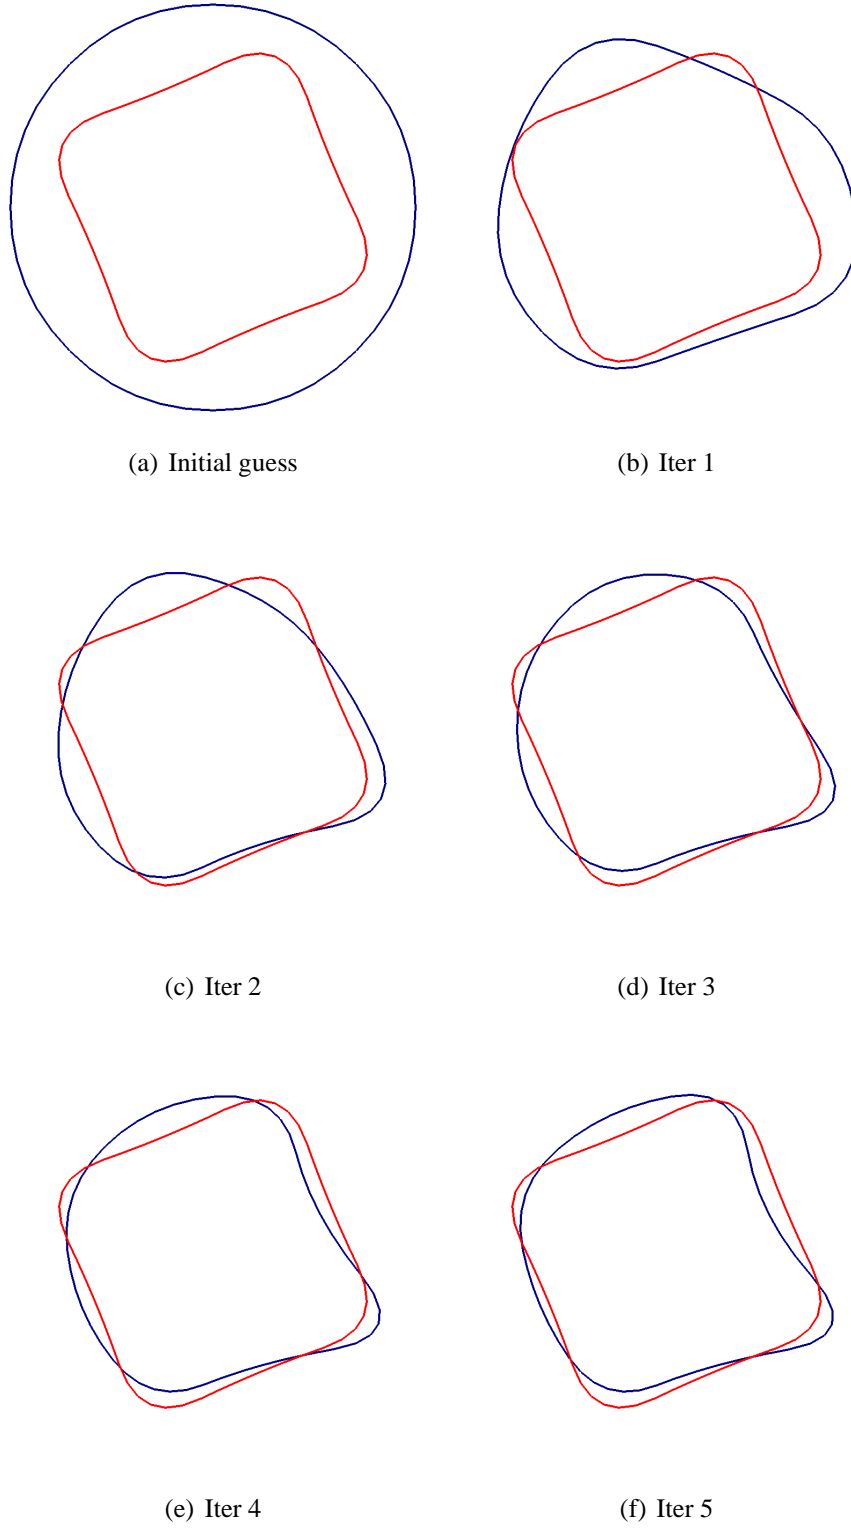 (a) Initial guess
(b) Iter 1
(c) Iter 2
(d) Iter 3
(e) Iter 4
(f) Iter 5